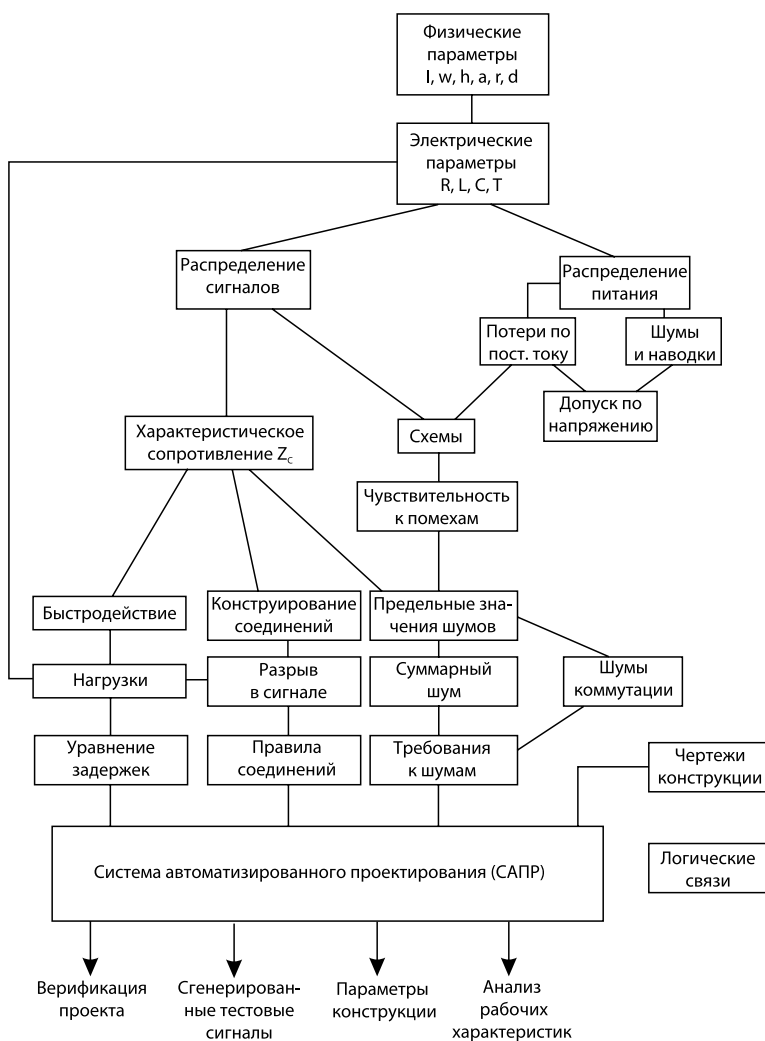 Физические
параметры
l, w, h, a, r, d
Электрические
параметры
R, L, C, T
Распределение
сигналов
Распределение
питания
Потери по
пост. току
Шумы
и наводки
Допуск по
напряжению
Характеристическое
сопротивление Zc
Схемы
Чувствительность
к помехам
Быстродействие
Конструирование
соединений
Предельные зна-
чения шумов
Нагрузки
Разрыв
в сигнале
Суммарный
шум
Шумы
коммутации
Уравнение
задержек
Правила
соединений
Требования
к шумам
Чертежи
конструкции
Система автоматизированного проектирования (САПР)
Логические
связи
Верификация
проекта
Сгенерирован-
ные тестовые
сигналы
Параметры
конструкции
Анализ
рабочих
характеристик